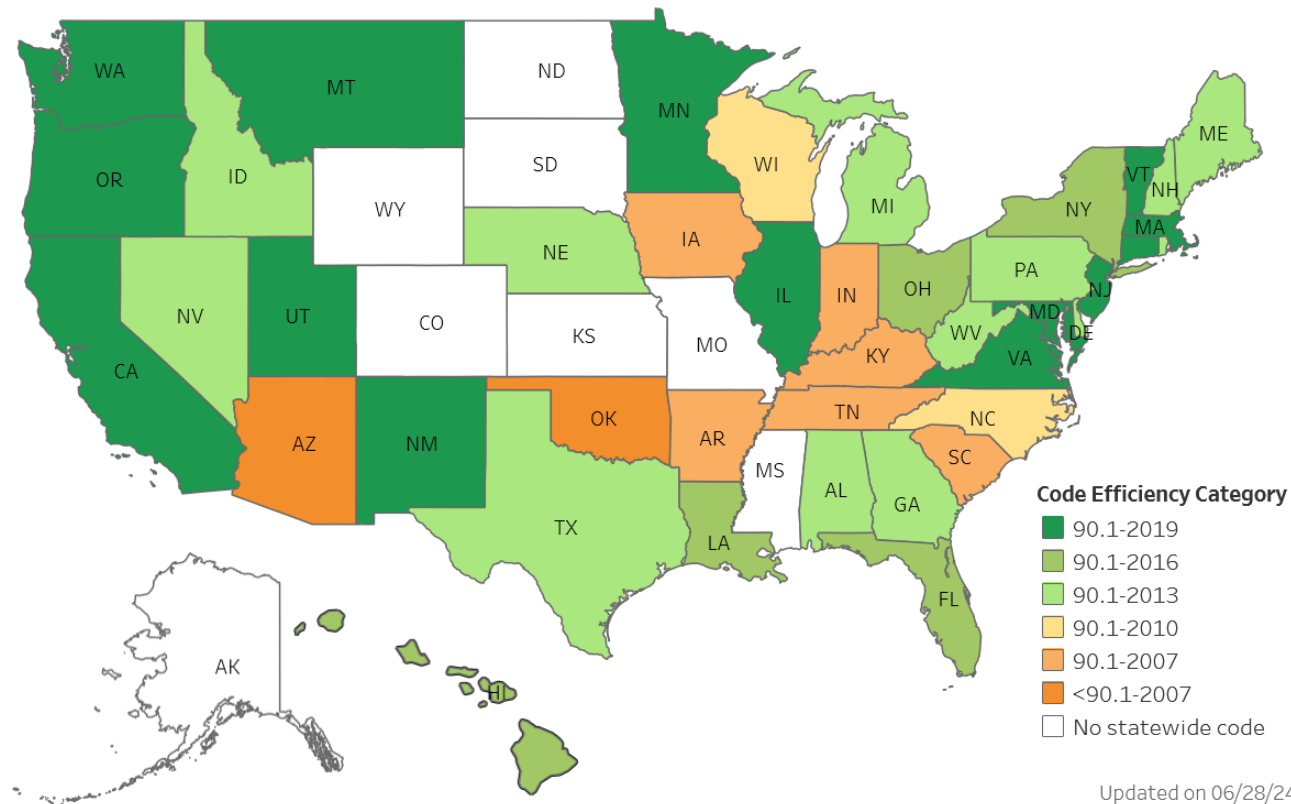 WA
MT
ND
MN
ME
VT
NH
OR
ID
SD
WI
MI
NY
MA
WY
IA
NE
PA
NJ
IL
IN
OH
MD
DE
NV
UT
CO
KS
MO
WV
VA
CA
KY
AZ
NM
OK
AR
TN
NC
SC
MS
AL
GA
TX
LA
FL
AK
HI
Code Efficiency Category
90.1-2019
90.1-2016
90.1-2013
90.1-2010
90.1-2007
<90.1-2007
No statewide code
Updated on 06/28/24